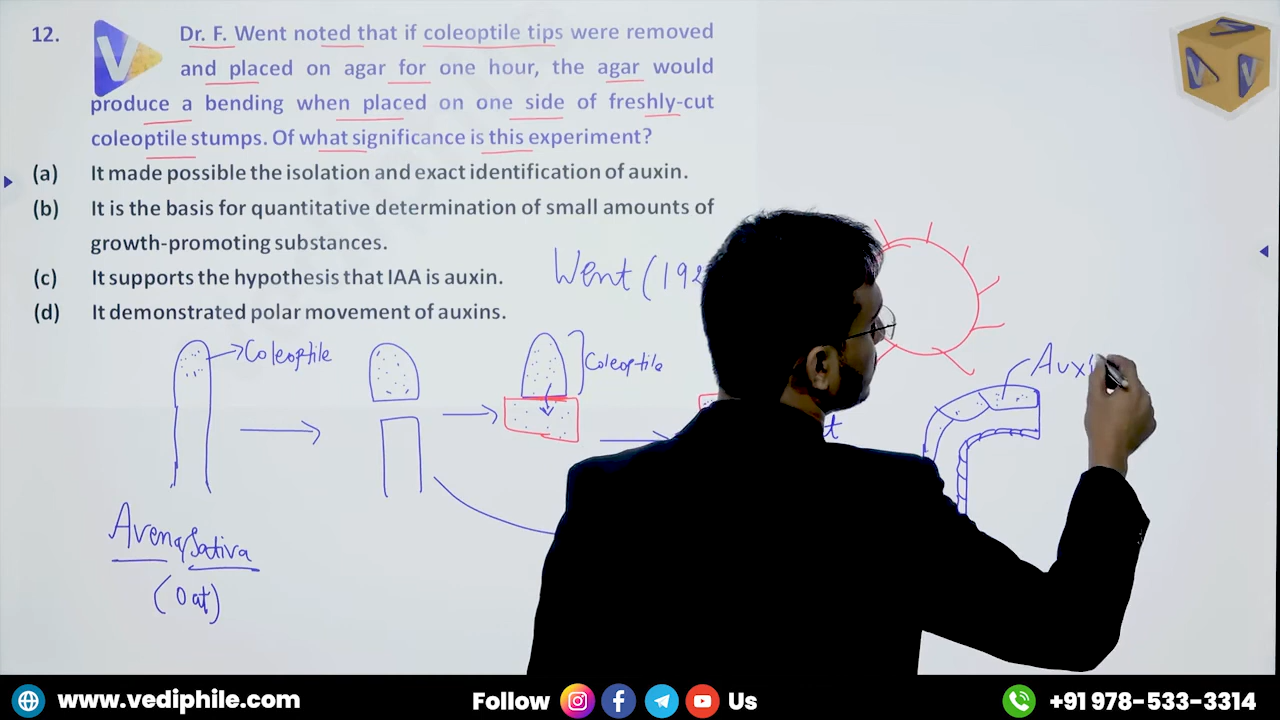 12.
Dr. F. Went noted that if coleoptile tips were removed
and placed on agar for one hour, the agar would
produce a bending when placed on one side of freshly-cut
coleoptile stumps. Of what significance is this experiment?
(a) It made possible the isolation and exact identification of auxin.
(b) It is the basis for quantitative determination of small amounts of
growth-promoting substances.
(c) It supports the hypothesis that IAA is auxin.
(d) It demonstrated polar movement of auxins.
Went (192
Coleoptile
Coleoptile
Auxi
Avena Sativa
(Oat)
www.vediphile.com
Follow Us
+91 978-533-3314